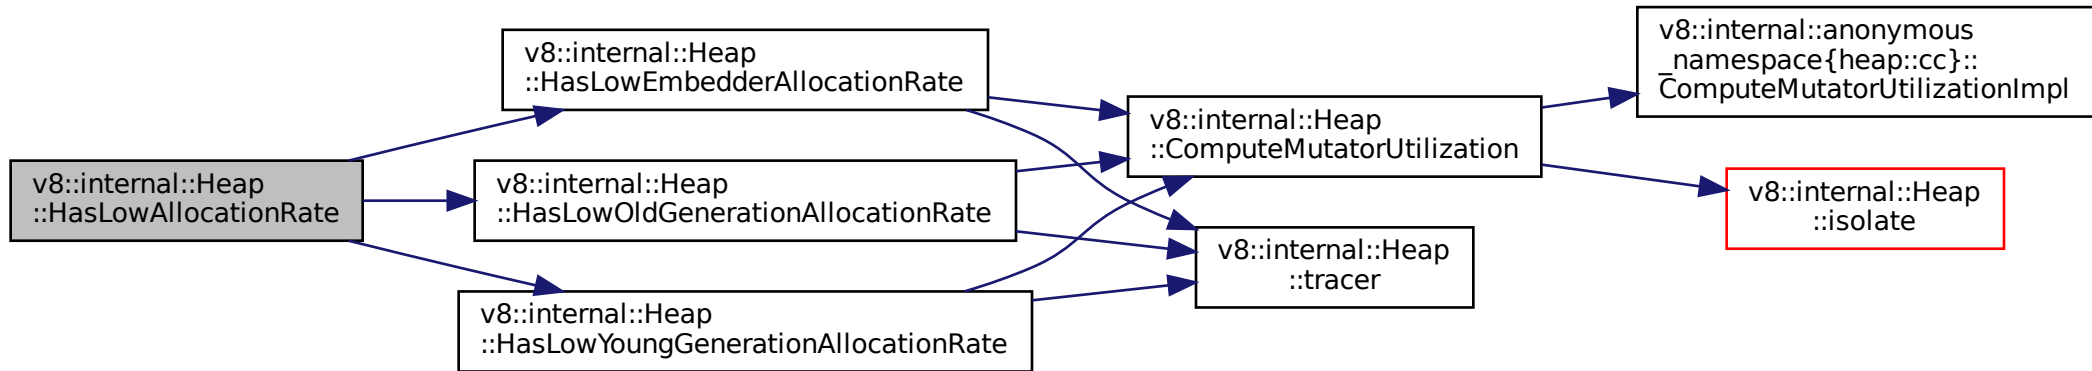 v8::internal::Heap
::HasLowAllocationRate
v8::internal::Heap
::HasLowEmbedderAllocationRate
v8::internal::Heap
::HasLowOldGenerationAllocationRate
v8::internal::Heap
::HasLowYoungGenerationAllocationRate
v8::internal::Heap
::ComputeMutatorUtilization
v8::internal::Heap
::tracer
v8::internal::anonymous
_namespace{heap::cc}::
ComputeMutatorUtilizationImpl
v8::internal::Heap
::isolate